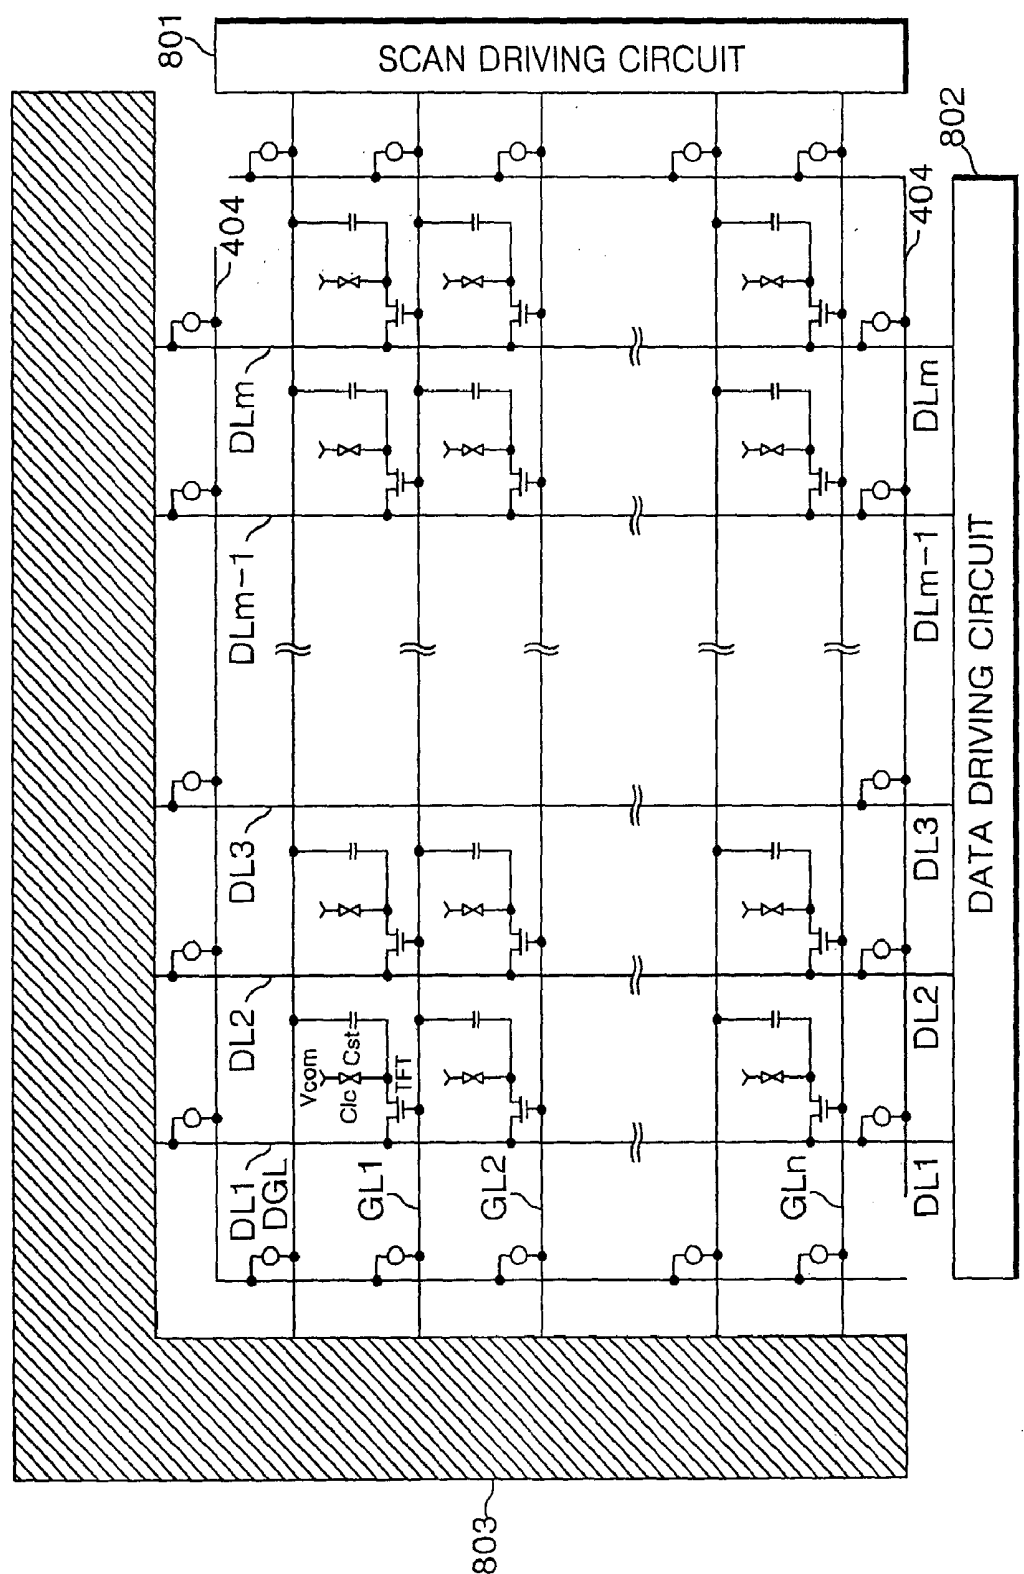 801
SCAN DRIVING CIRCUIT
802
404
404
DLm
DLm
DLm-1
DLm-1
DATA DRIVING CIRCUIT
DL3
DL3
DL2
DL2
Vcom
Clc
Cst
TFT
DL1
DGL
GL1
GL2
GLn
DL1
803